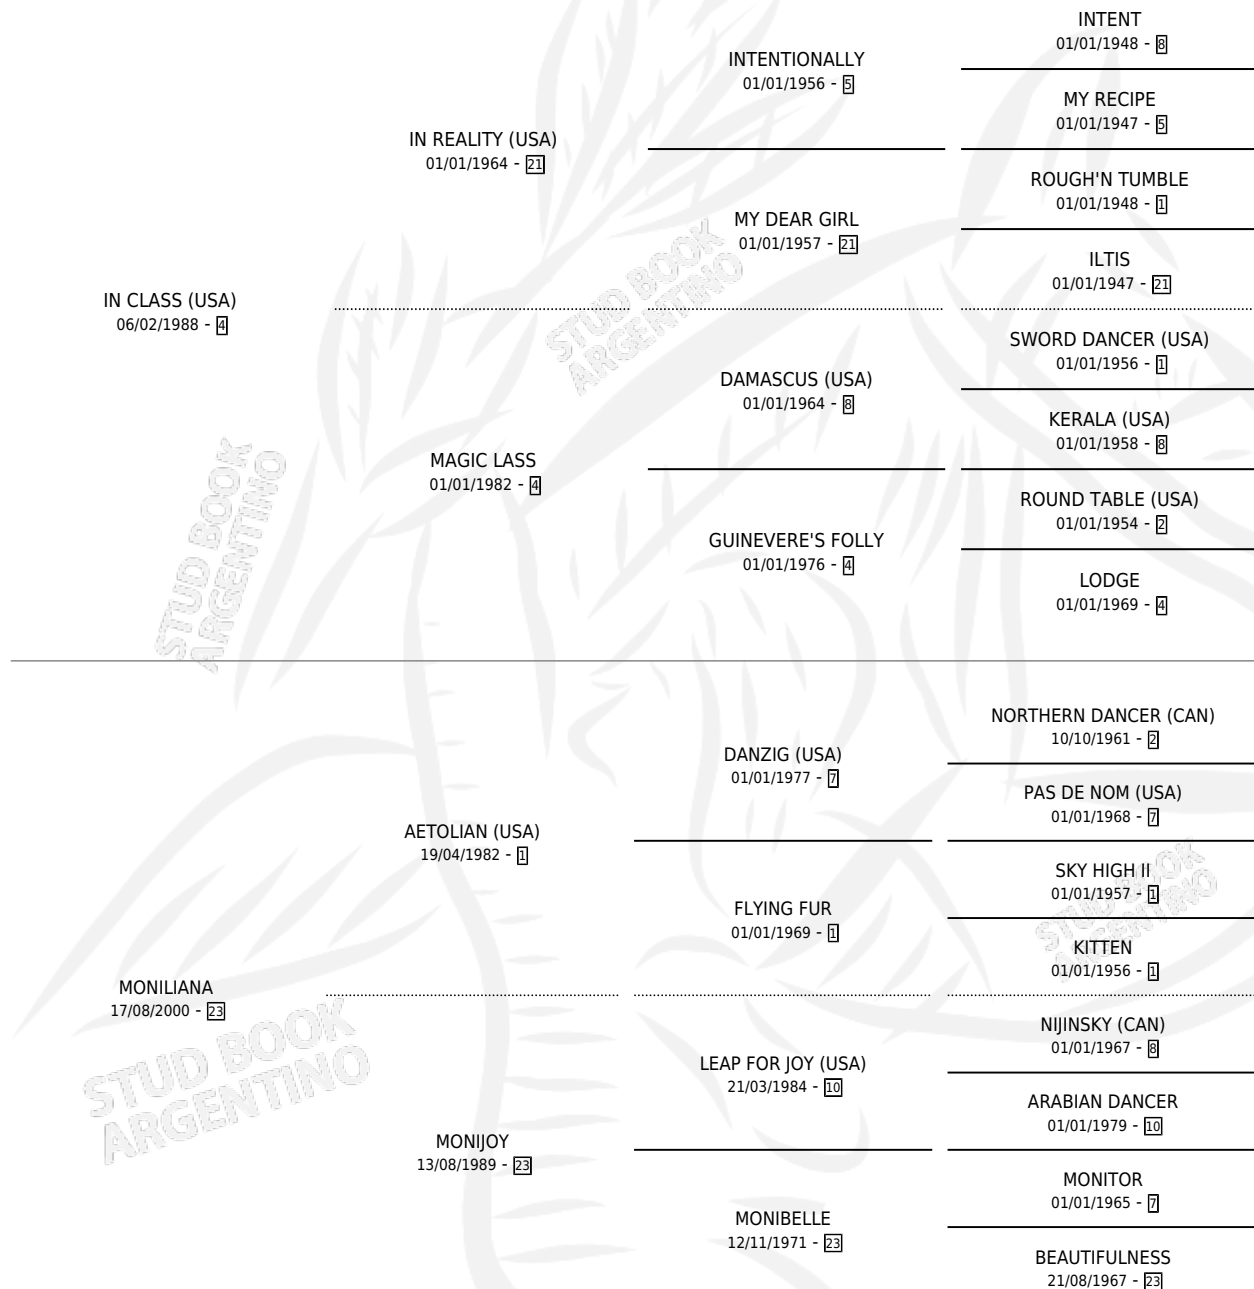 INTENT
01/01/1948 - 8
INTENTIONALLY
01/01/1956 - 5
MY RECIPE
01/01/1947 - 5
IN REALITY (USA)
01/01/1964 - 21
ROUGH'N TUMBLE
01/01/1948 - 1
MY DEAR GIRL
01/01/1957 - 21
ILTIS
01/01/1947 - 21
IN CLASS (USA)
06/02/1988 - 4
SWORD DANCER (USA)
01/01/1956 - 1
DAMASCUS (USA)
01/01/1964 - 8
KERALA (USA)
01/01/1958 - 8
MAGIC LASS
01/01/1982 - 4
ROUND TABLE (USA)
01/01/1954 - 2
GUINEVERE'S FOLLY
01/01/1976 - 4
LODGE
01/01/1969 - 4
NORTHERN DANCER (CAN)
10/10/1961 - 2
DANZIG (USA)
01/01/1977 - 7
PAS DE NOM (USA)
01/01/1968 - 7
AETOLIAN (USA)
19/04/1982 - 1
SKY HIGH II
01/01/1957 - 1
FLYING FUR
01/01/1969 - 1
KITTEN
01/01/1956 - 1
MONILIANA
17/08/2000 - 23
NIJINSKY (CAN)
01/01/1967 - 8
LEAP FOR JOY (USA)
21/03/1984 - 10
ARABIAN DANCER
01/01/1979 - 10
MONIJOY
13/08/1989 - 23
MONITOR
01/01/1965 - 7
MONIBELLE
12/11/1971 - 23
BEAUTIFULNESS
21/08/1967 - 23
STUD BOOK
ARGENTINO
STUD BOOK
ARGENTINO
STUD BOOK
ARGENTINO
STUD BOOK
ARGENTINO